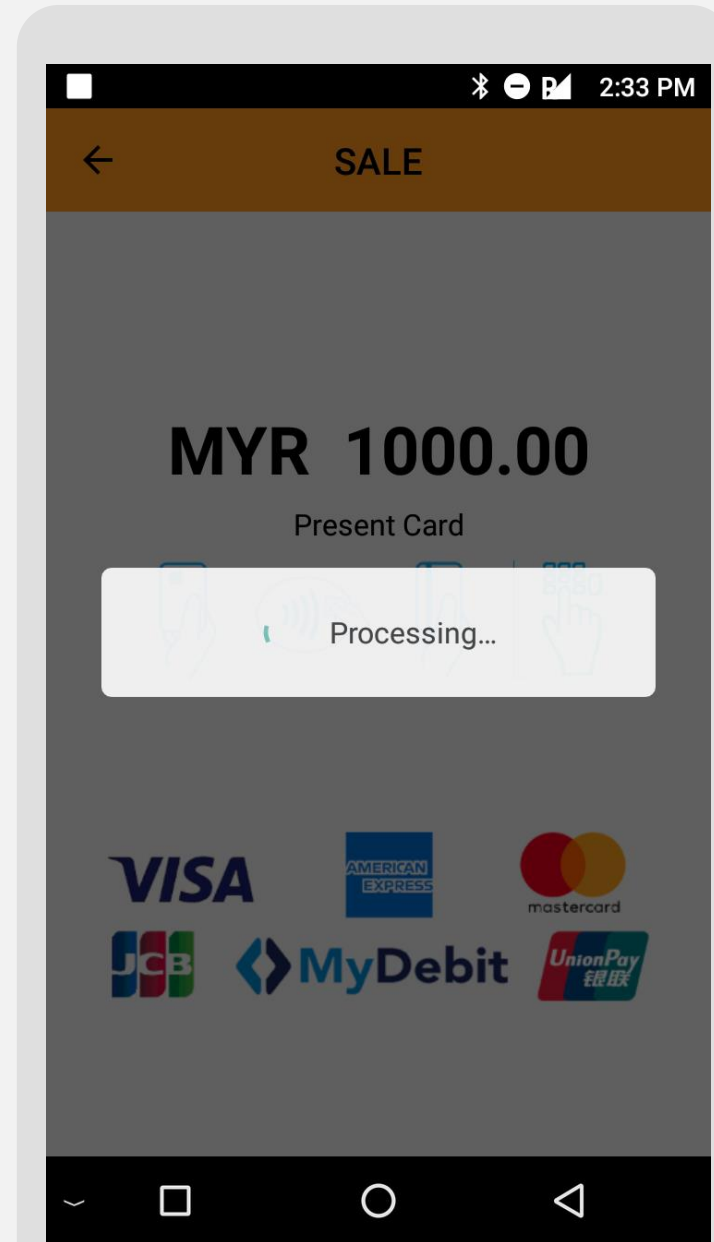 2:33 PM
SALE
MYR 1000.00
Present Card
Processing...
VISA
AMERICAN EXPRESS
mastercard
JCB
MyDebit
UnionPay
银联